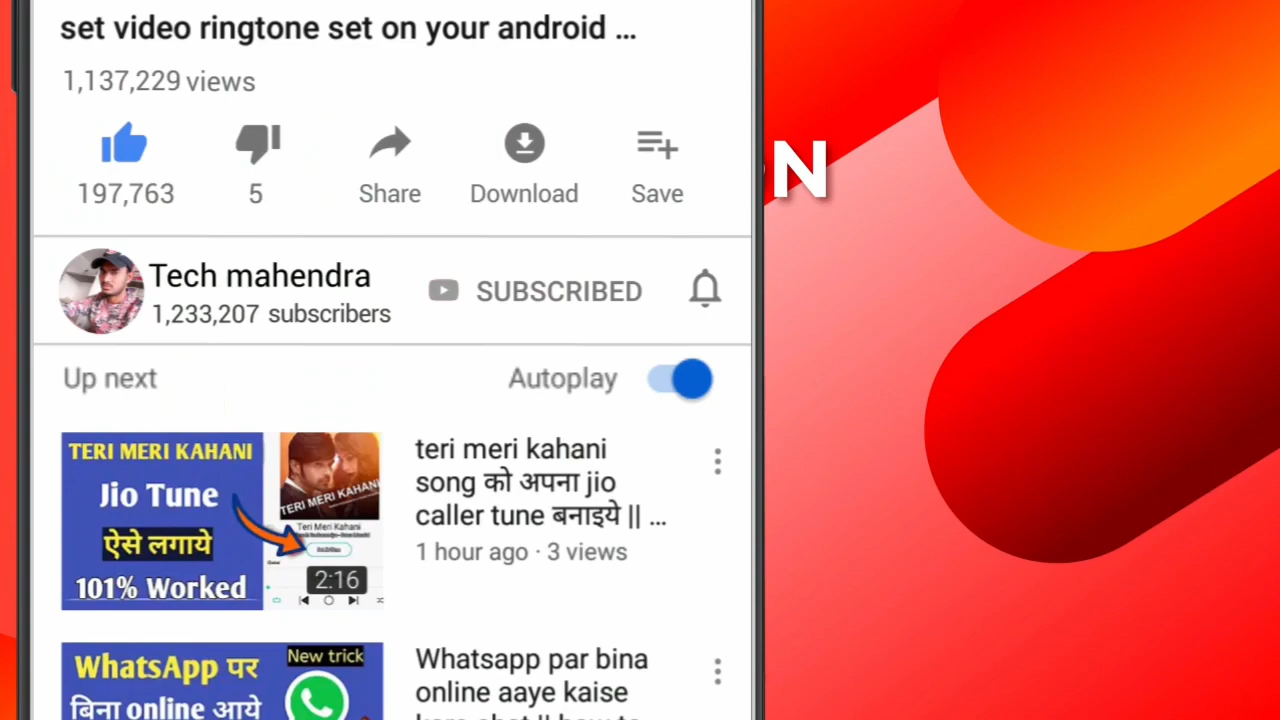 set video ringtone set on your android ...
1,137,229 views
N
197,763
5
Share
Download
Save
Tech mahendra
1,233,207 subscribers
SUBSCRIBED
Up next
Autoplay
TERI MERI KAHANI
Jio Tune
ऐसे लगाये
101% Worked
TERI MERI KAHANI
Teri Meri Kahani
2:16
teri meri kahani
song को अपना jio
caller tune बनाइये || ...
1 hour ago · 3 views
WhatsApp पर
बिना online आये
New trick
Whatsapp par bina
online aaye kaise